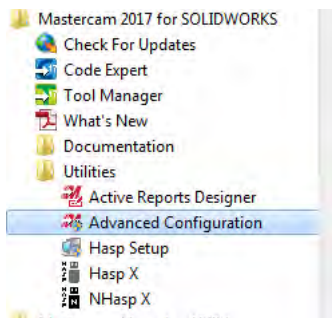 Mastercam 2017 for SOLIDWORKS
Check For Updates
Code Expert
Tool Manager
What's New
Documentation
Utilities
Active Reports Designer
Advanced Configuration
Hasp Setup
Hasp X
NHasp X